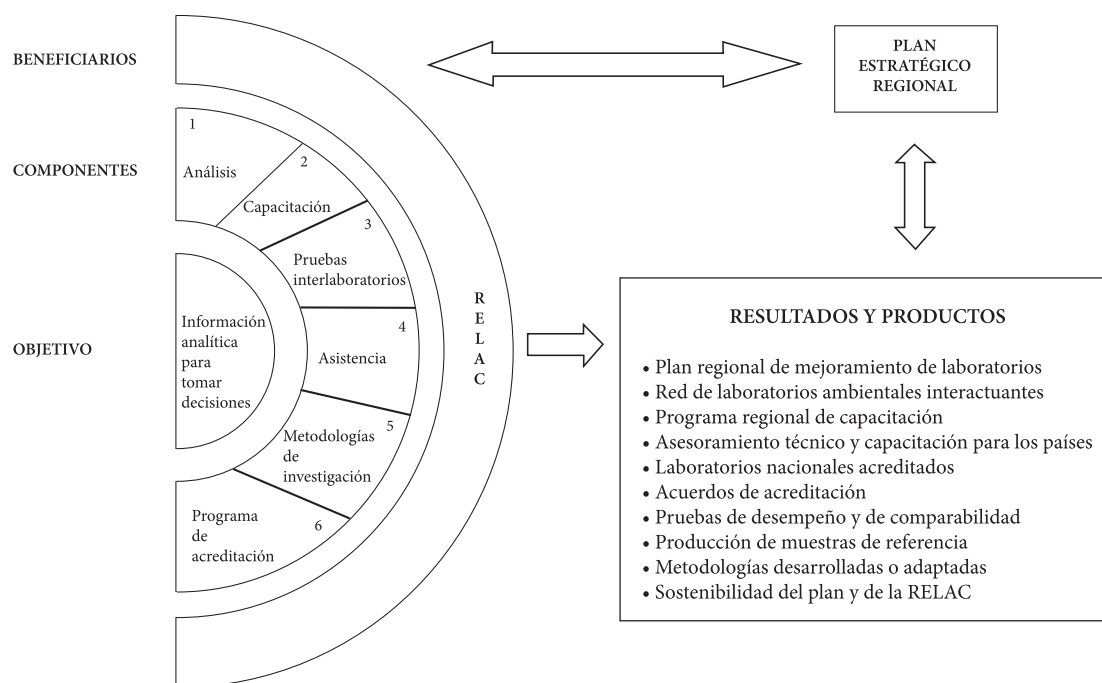 BENEFICIARIOS
COMPONENTES
OBJETIVO
1
Análisis
2
Capacitación
3
Pruebas
interlaboratorios
4
Asistencia
5
Metodologías
de
investigación
Programa
de
acreditación
6
Información
analítica
para
tomar
decisiones
R
E
L
A
C
PLAN
ESTRATÉGICO
REGIONAL
RESULTADOS Y PRODUCTOS
• Plan regional de mejoramiento de laboratorios
• Red de laboratorios ambientales interactuantes
• Programa regional de capacitación
• Asesoramiento técnico y capacitación para los países
• Laboratorios nacionales acreditados
• Acuerdos de acreditación
• Pruebas de desempeño y de comparabilidad
• Producción de muestras de referencia
• Metodologías desarrolladas o adaptadas
• Sostenibilidad del plan y de la RELAC